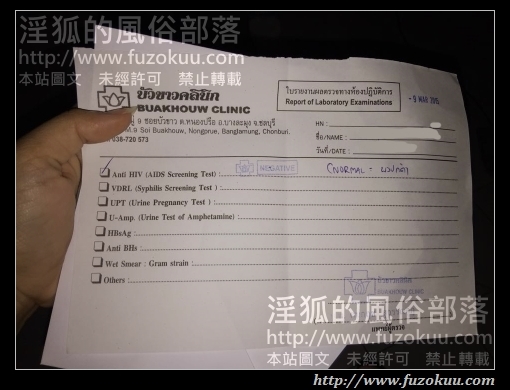 淫狐的風俗部落
http://www.fuzokuu.com
本站圖文 未經許可 禁止轉載
บัวขาวคลินิก
BUAKHOUW CLINIC
9 ซอยบัวขาว ต.หนองปรือ อ.บางละมุง จ.ชลบุรี
Soi Buakhouw, Nongprue, Banglamung, Chonburi.
038-720 573
ใบรายงานผลตรวจทางห้องปฏิบัติการ
Report of Laboratory Examinations
- 9 MAR 2015
HN :
ชื่อ/NAME :
วันที่/DATE :
Anti HIV (AIDS Screening Test) : NEGATIVE (NORMAL =
VDRL (Syphilis Screening Test ) :
UPT (Urine Pregnancy Test ) :
U-Amp. (Urine Test of Amphetamine) :
HBsAg :
Anti BHs :
Wet Smear : Gram strain :
Others :
บัวขาวคลินิก
BUAKHOUW CLINIC
แพทย์ผู้ตรวจ
淫狐的風俗部落
http://www.fuzokuu.com
本站圖文 未經許可 禁止轉載
http://www.fuzokuu.com